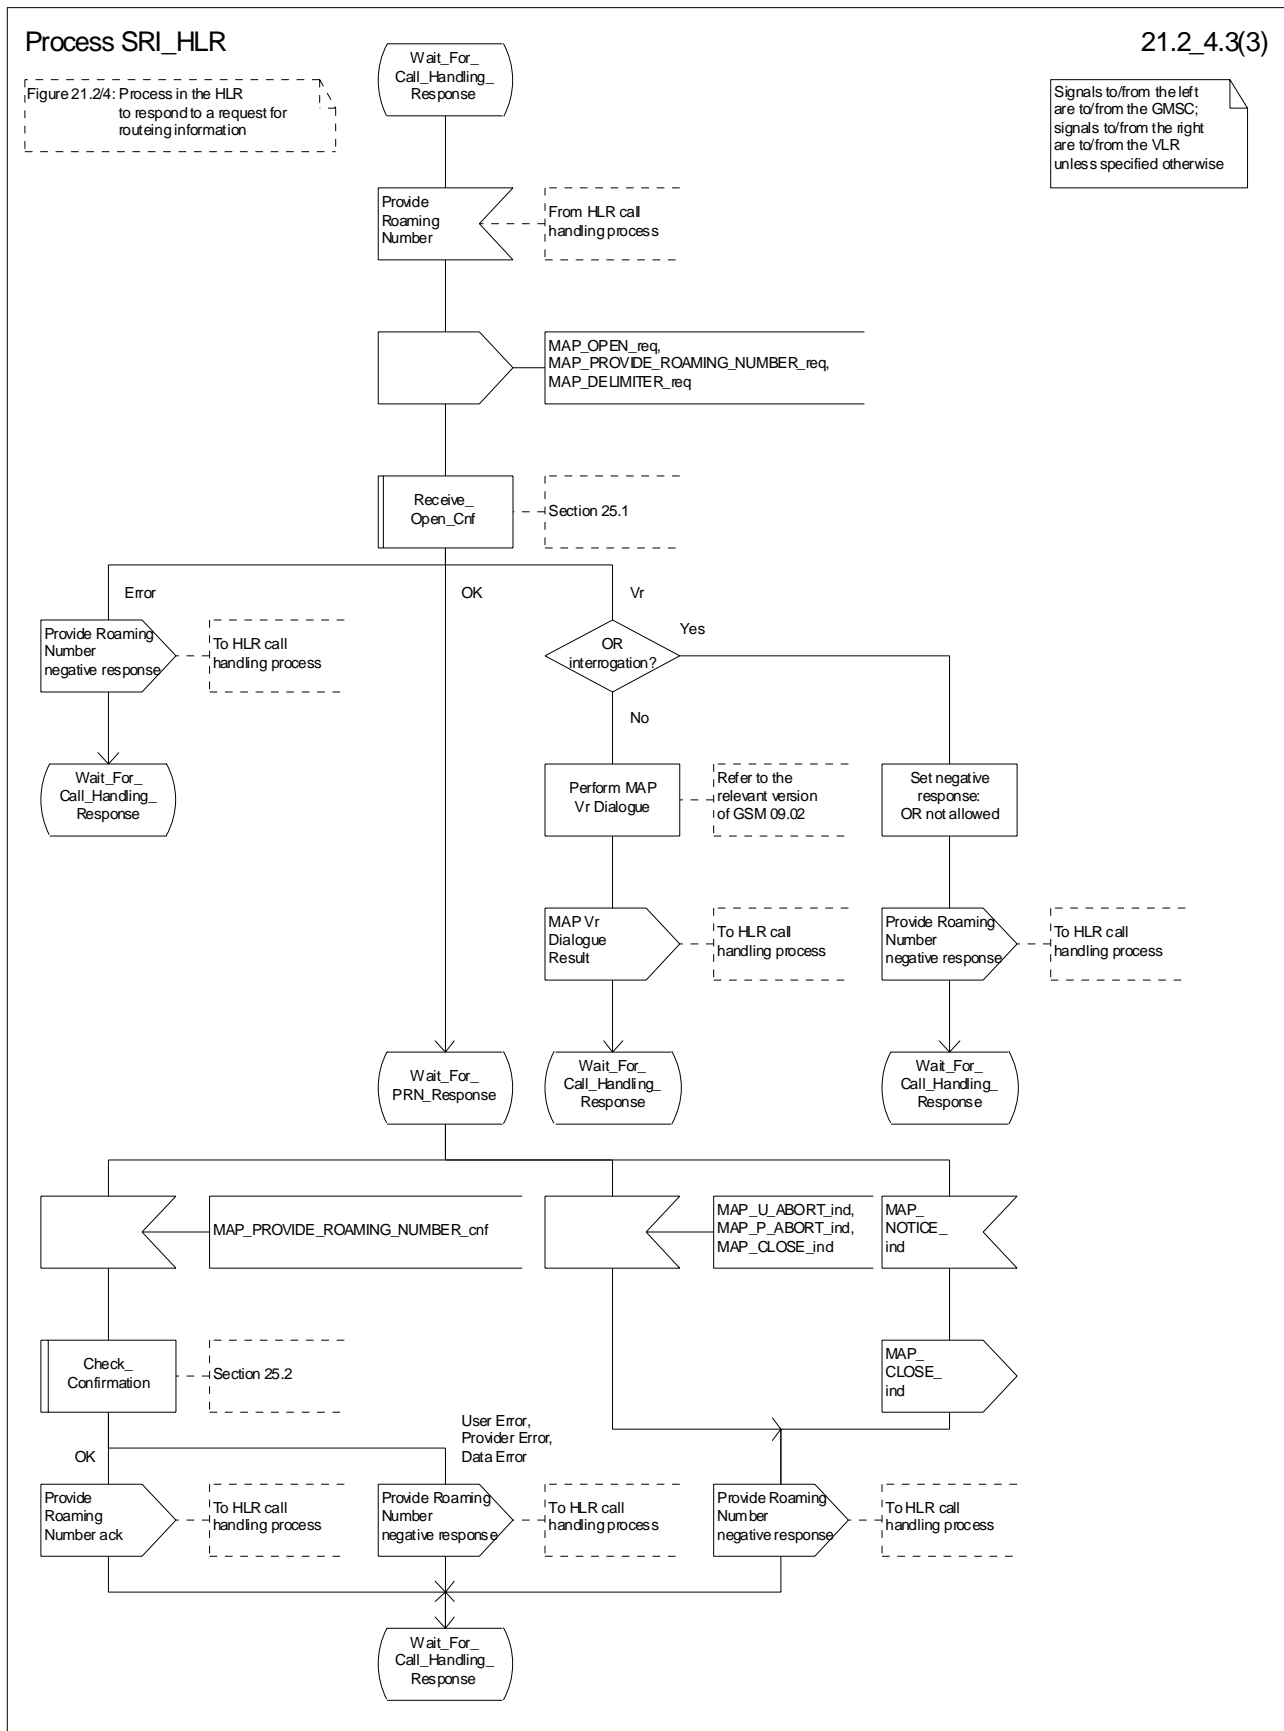 Process SRI_HLR
21.2_4.3(3)
Figure 21.2/4: Process in the HLR
to respond to a request for
routeing information
Wait_For_
Call_Handling_
Response
Signals to/from the left
are to/from the GMSC;
signals to/from the right
are to/from the VLR
unless specified otherwise
Provide
Roaming
Number
From HLR call
handling process
MAP_OPEN_req,
MAP_PROVIDE_ROAMING_NUMBER_req,
MAP_DELIMITER_req
Receive_
Open_Cnf
Section 25.1
Error
OK
Vr
Provide Roaming
Number
negative response
To HLR call
handling process
OR
interrogation?
Yes
No
Wait_For_
Call_Handling_
Response
Perform MAP
Vr Dialogue
Refer to the
relevant version
of GSM 09.02
Set negative
response:
OR not allowed
MAP Vr
Dialogue
Result
To HLR call
handling process
Provide Roaming
Number
negative response
To HLR call
handling process
Wait_For_
PRN_Response
Wait_For_
Call_Handling_
Response
Wait_For_
Call_Handling_
Response
MAP_PROVIDE_ROAMING_NUMBER_cnf
MAP_U_ABORT_ind,
MAP_P_ABORT_ind,
MAP_CLOSE_ind
MAP_
NOTICE_
ind
Check_
Confirmation
Section 25.2
MAP_
CLOSE_
ind
OK
User Error,
Provider Error,
Data Error
Provide
Roaming
Number ack
To HLR call
handling process
Provide Roaming
Number
negative response
To HLR call
handling process
Provide Roaming
Number
negative response
To HLR call
handling process
Wait_For_
Call_Handling_
Response